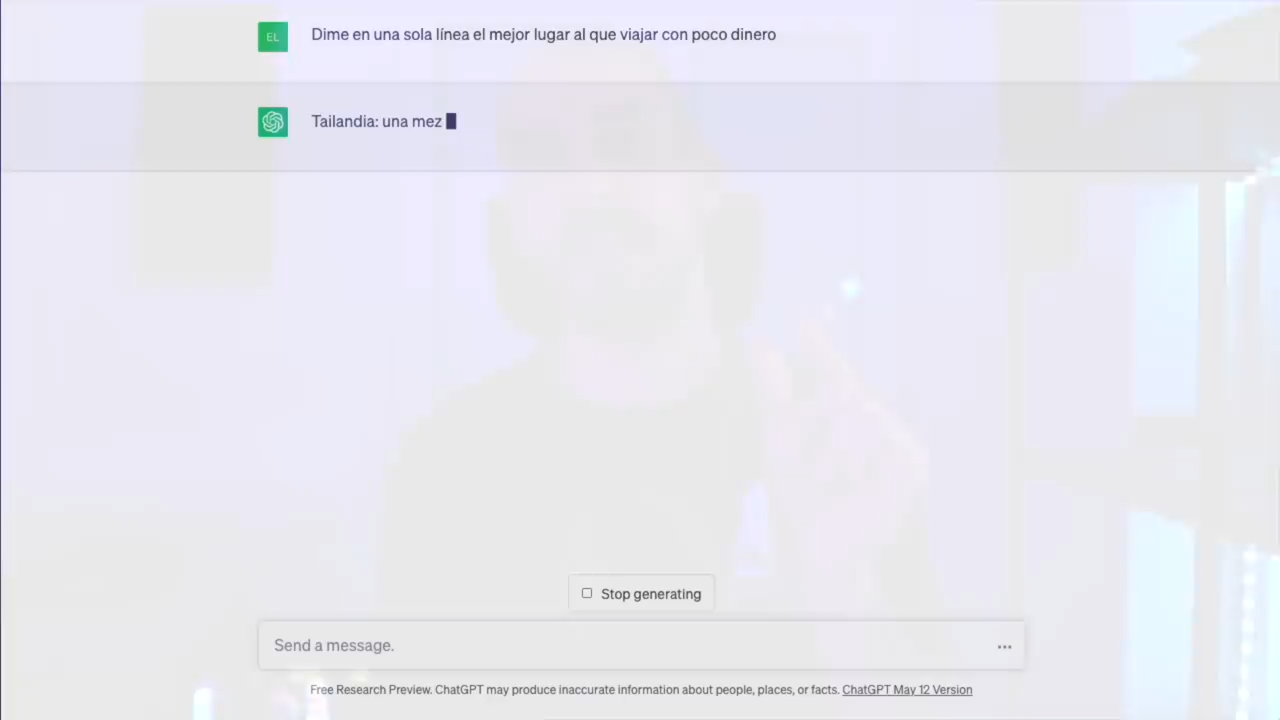 EL
Dime en una sola línea el mejor lugar al que viajar con poco dinero
Tailandia: una mez
Stop generating
Send a message.
Free Research Preview. ChatGPT may produce inaccurate information about people, places, or facts. ChatGPT May 12 Version